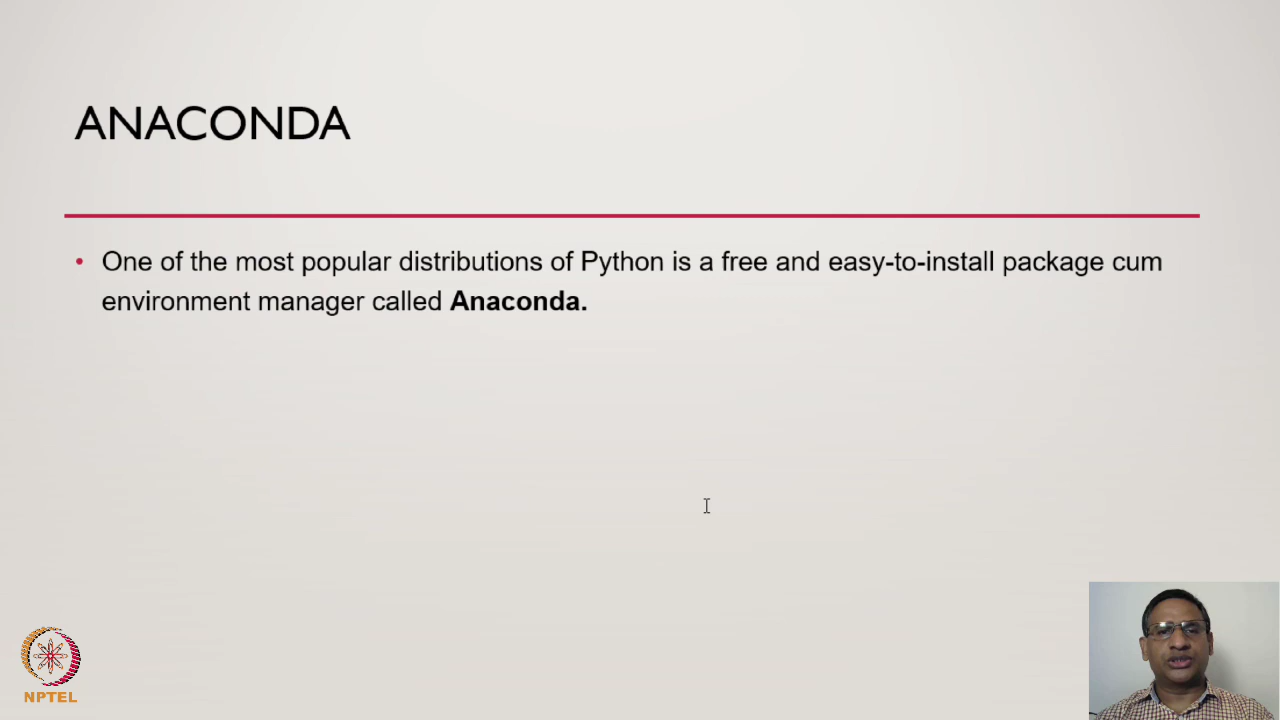 ANACONDA
• One of the most popular distributions of Python is a free and easy-to-install package cum
environment manager called Anaconda.
NPTEL